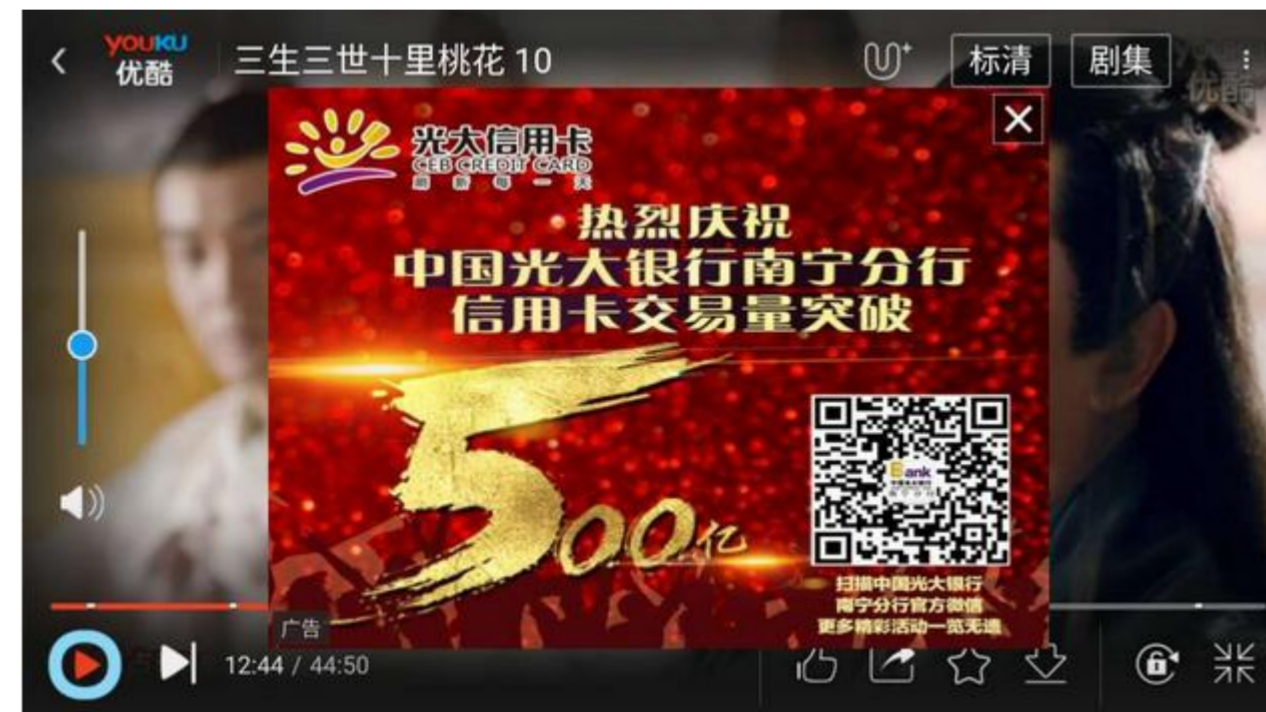 YOUKU
优酷
三生三世十里桃花 10
标清
剧集
优酷
光大信用卡
CEB CREDIT CARD
热烈庆祝
中国光大银行南宁分行
信用卡交易量突破
500亿
Bank
扫描中国光大银行
南宁分行官方微信
更多精彩活动一览无遗
广告
12:44 / 44:50